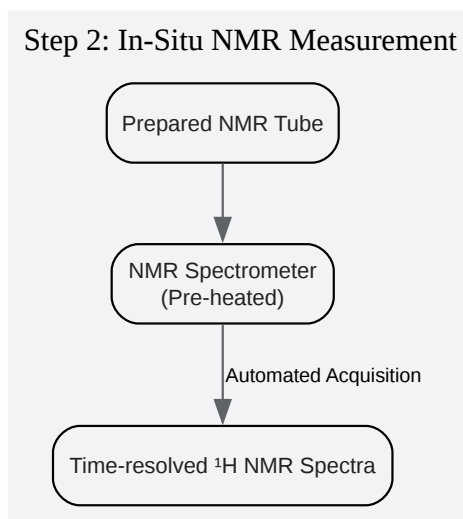 Step 2: In-Situ NMR Measurement
Prepared NMR Tube
NMR Spectrometer
(Pre-heated)
Automated Acquisition
Time-resolved ¹H NMR Spectra